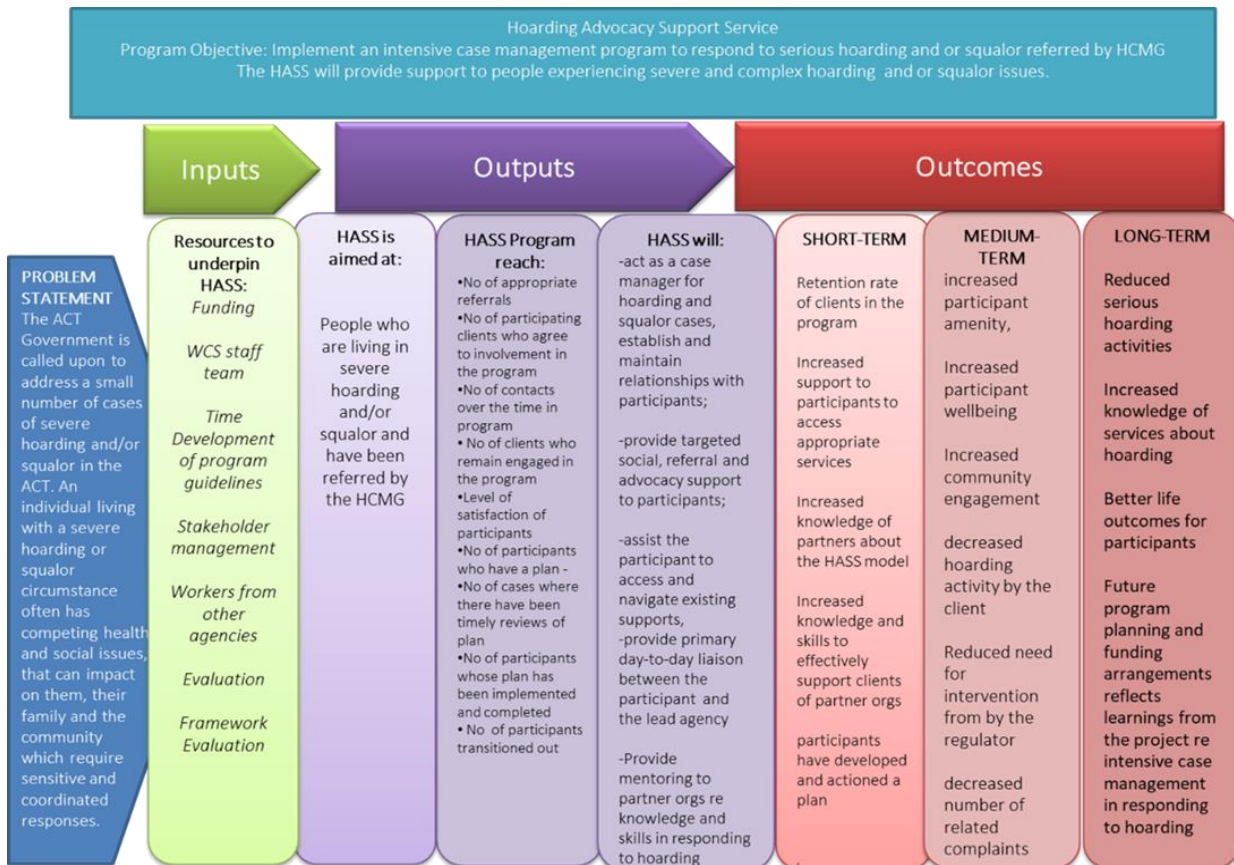 Hoarding Advocacy Support Service
Program Objective: Implement an intensive case management program to respond to serious hoarding and or squalor referred by HCMG
The HASS will provide support to people experiencing severe and complex hoarding and or squalor issues.
Inputs
Outputs
Outcomes
PROBLEM
STATEMENT
The ACT
Government is
called upon to
address a small
number of cases
of severe
hoarding and/or
squalor in the
ACT. An
individual living
with a severe
hoarding or
squalor
circumstance
often has
competing health
and social issues,
that can impact
on them, their
family and the
community
which require
sensitive and
coordinated
responses.
Resources to
underpin
HASS:
Funding
WCS staff
team
Time
Development
of program
guidelines
Stakeholder
management
Workers from
other
agencies
Evaluation
Framework
Evaluation
HASS is
aimed at:
People who
are living in
severe
hoarding
and/or
squalor and
have been
referred by
the HCMG
HASS Program
reach:
•No of appropriate
referrals
•No of participating
clients who agree
to involvement in
the program
•No of contacts
over the time in
program
• No of clients who
remain engaged in
the program
•Level of
satisfaction of
participants
•No of participants
who have a plan -
•No of cases where
there have been
timely reviews of
plan
•No of participants
whose plan has
been implemented
and completed
•No of participants
transitioned out
HASS will:
-act as a case
manager for
hoarding and
squalor cases,
establish and
maintain
relationships with
participants;
-provide targeted
social, referral and
advocacy support
to participants;
-assist the
participant to
access and
navigate existing
supports,
-provide primary
day-to-day liaison
between the
participant and
the lead agency
-Provide
mentoring to
partner orgs re
knowledge and
skills in responding
to hoarding
SHORT-TERM
Retention rate
of clients in the
program
Increased
support to
participants to
access
appropriate
services
Increased
knowledge of
partners about
the HASS model
Increased
knowledge and
skills to
effectively
support clients
of partner orgs
participants
have developed
and actioned a
plan
MEDIUM-
TERM
increased
participant
amenity,
Increased
participant
wellbeing
Increased
community
engagement
decreased
hoarding
activity by the
client
Reduced need
for
intervention
from by the
regulator
decreased
number of
related
complaints
LONG-TERM
Reduced
serious
hoarding
activities
Increased
knowledge of
services about
hoarding
Better life
outcomes for
participants
Future
program
planning and
funding
arrangements
reflects
learnings from
the project re
intensive case
management
in responding
to hoarding